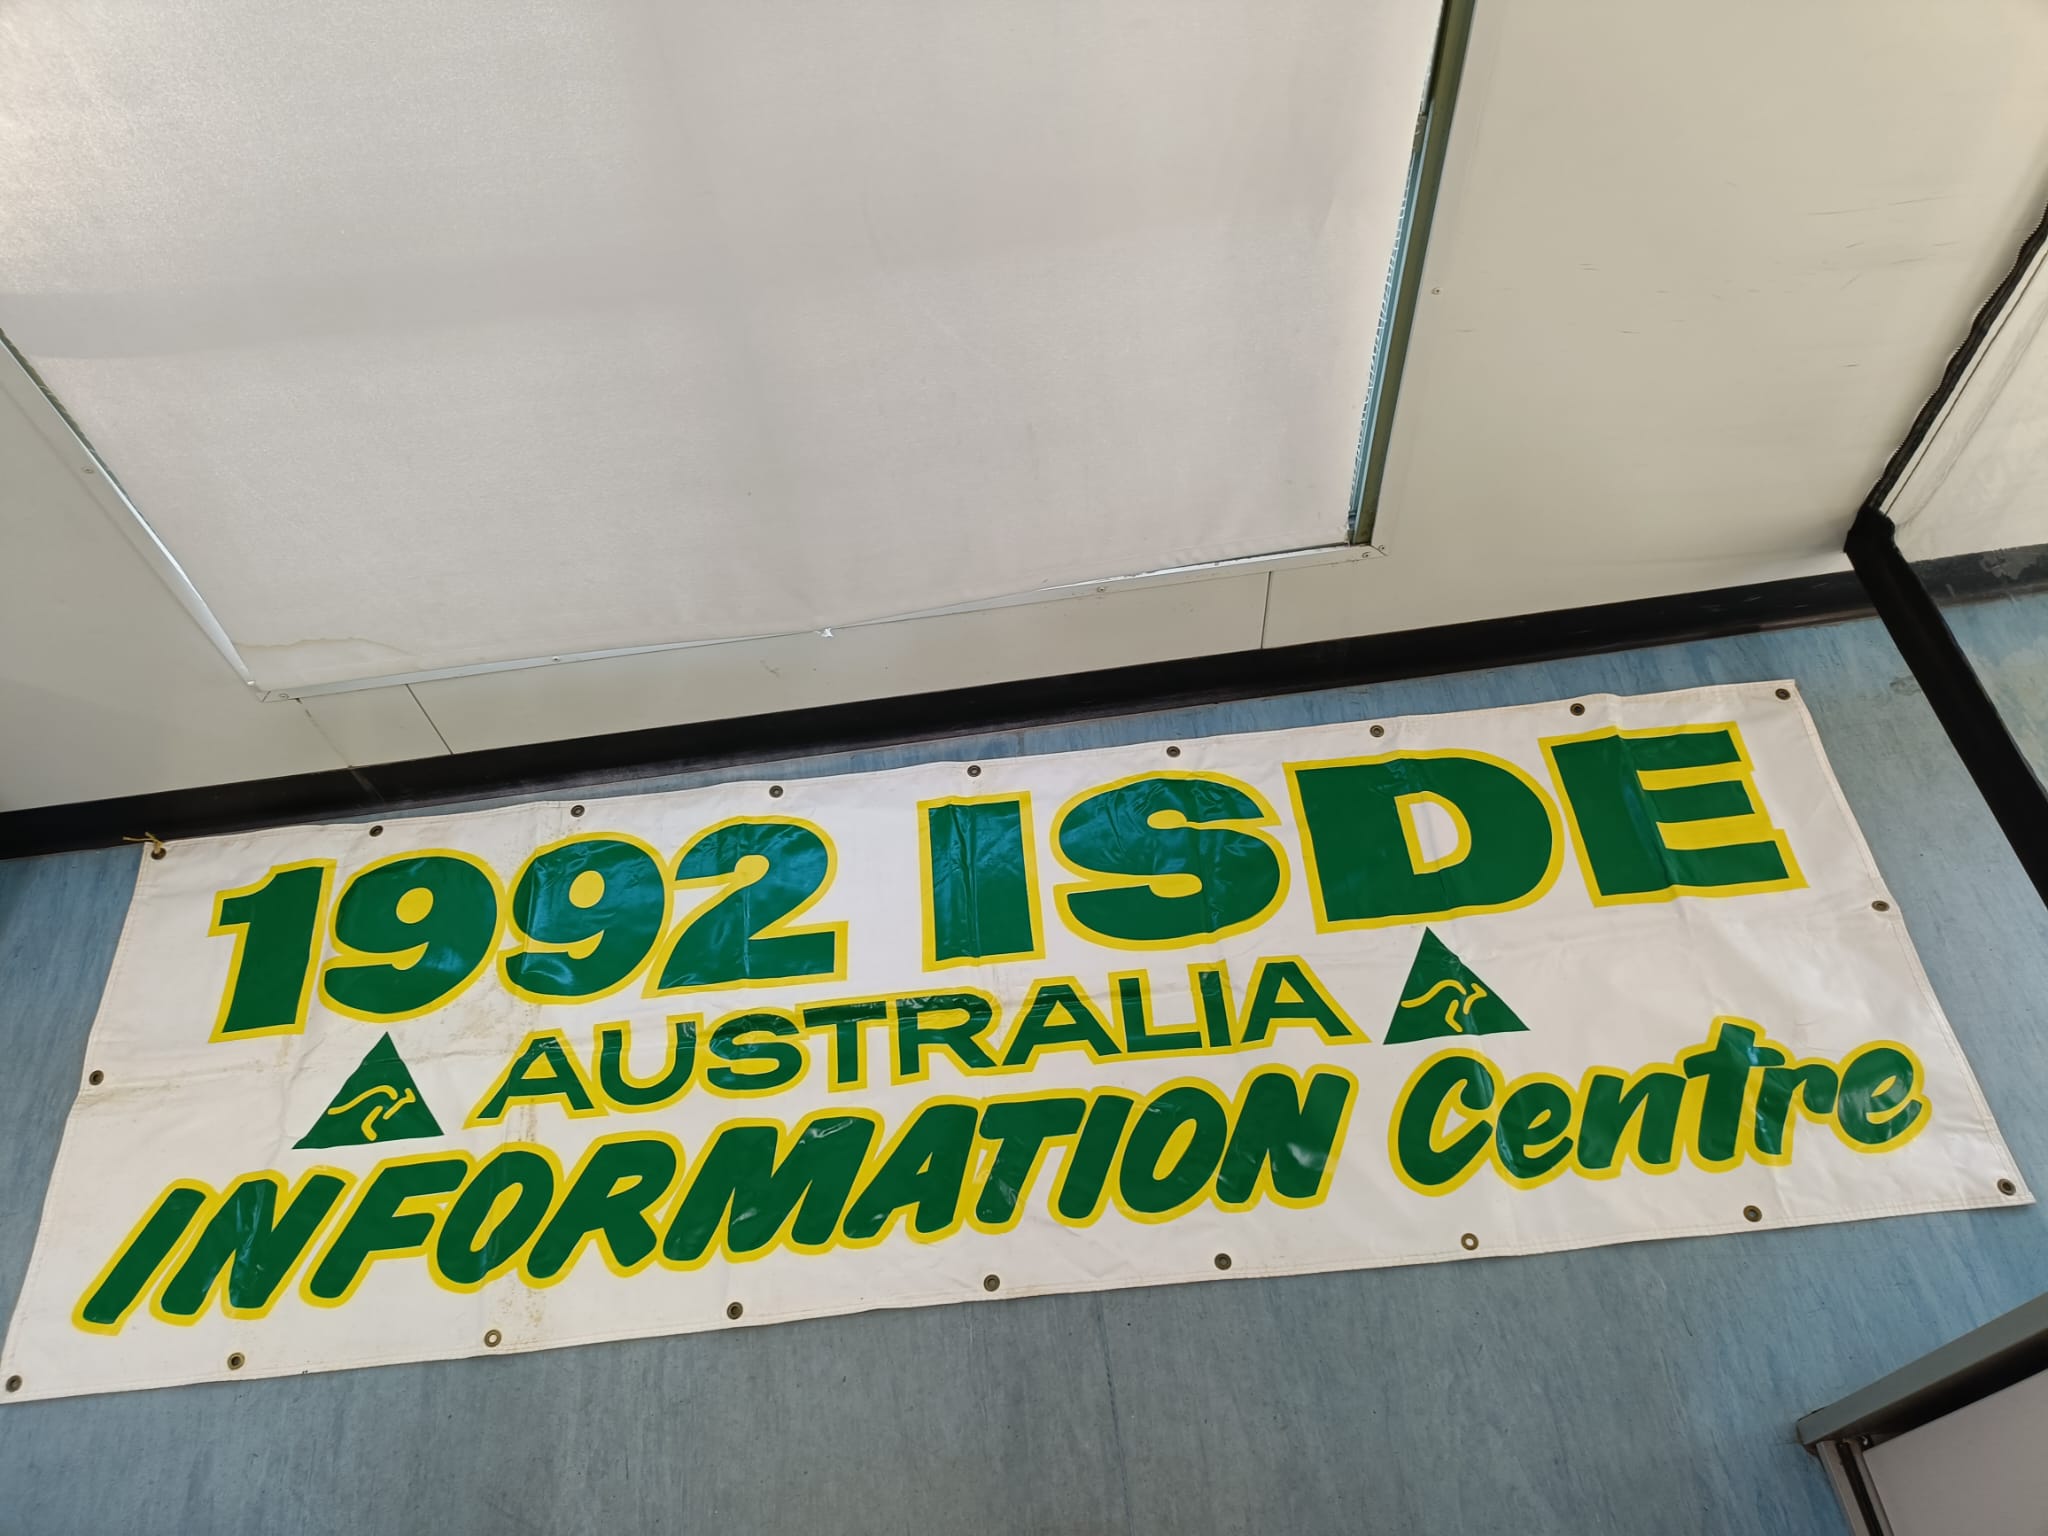 1992 ISDE
AUSTRALIA
INFORMATION Centre